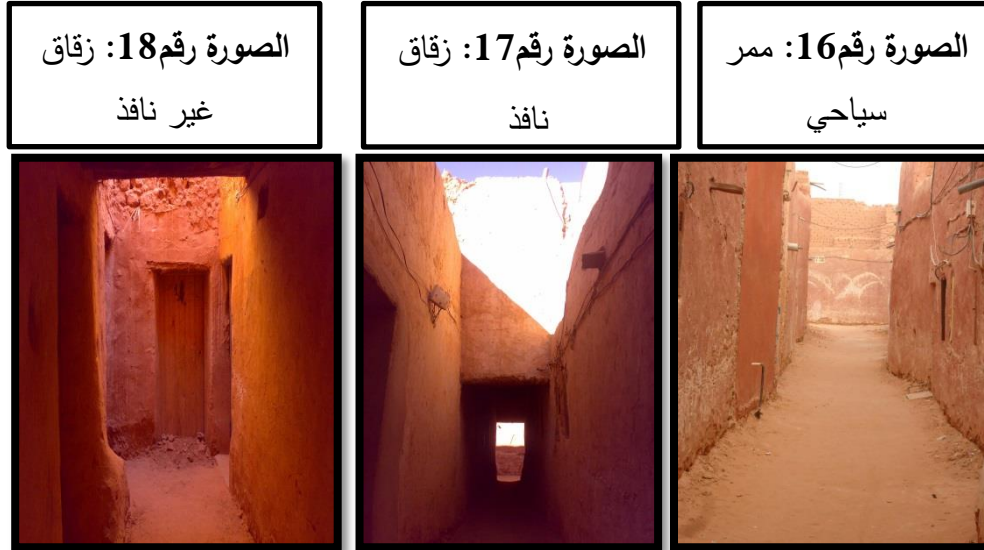 الصورة رقم16: ممر
سياحي
الصورة رقم17: زقاق
نافذ
الصورة رقم18: زقاق
غير نافذ